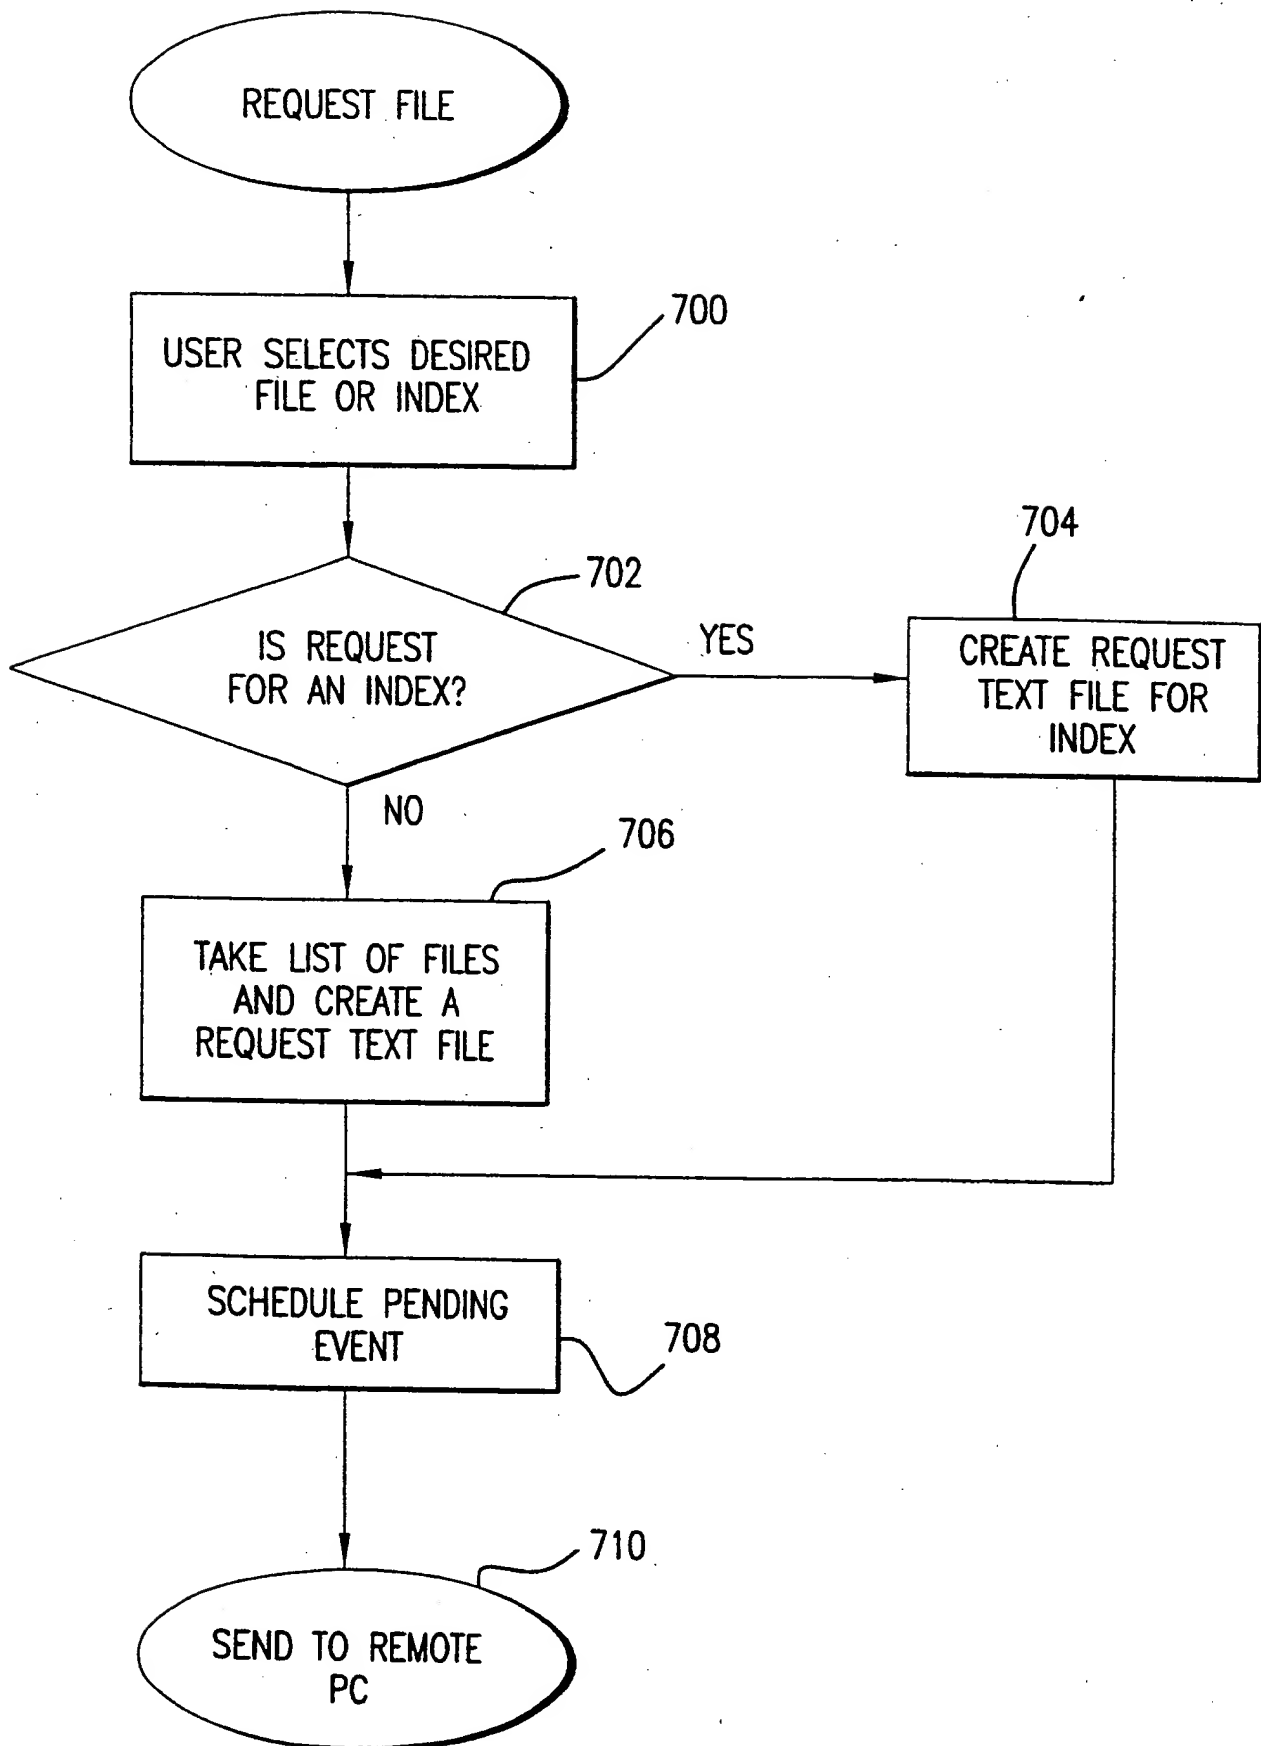 REQUEST FILE
700
USER SELECTS DESIRED
FILE OR INDEX
702
IS REQUEST
FOR AN INDEX?
YES
704
CREATE REQUEST
TEXT FILE FOR
INDEX
NO
706
TAKE LIST OF FILES
AND CREATE A
REQUEST TEXT FILE
SCHEDULE PENDING
EVENT
708
710
SEND TO REMOTE
PC